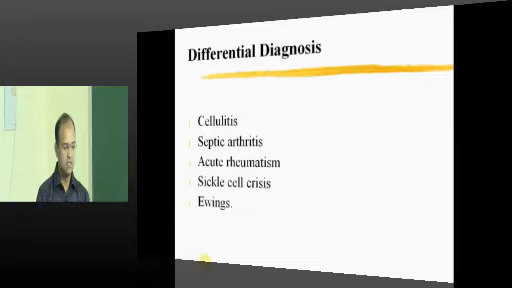 Differential Diagnosis
Cellulitis
Septic arthritis
Acute rheumatism
Sickle cell crisis
Ewings.